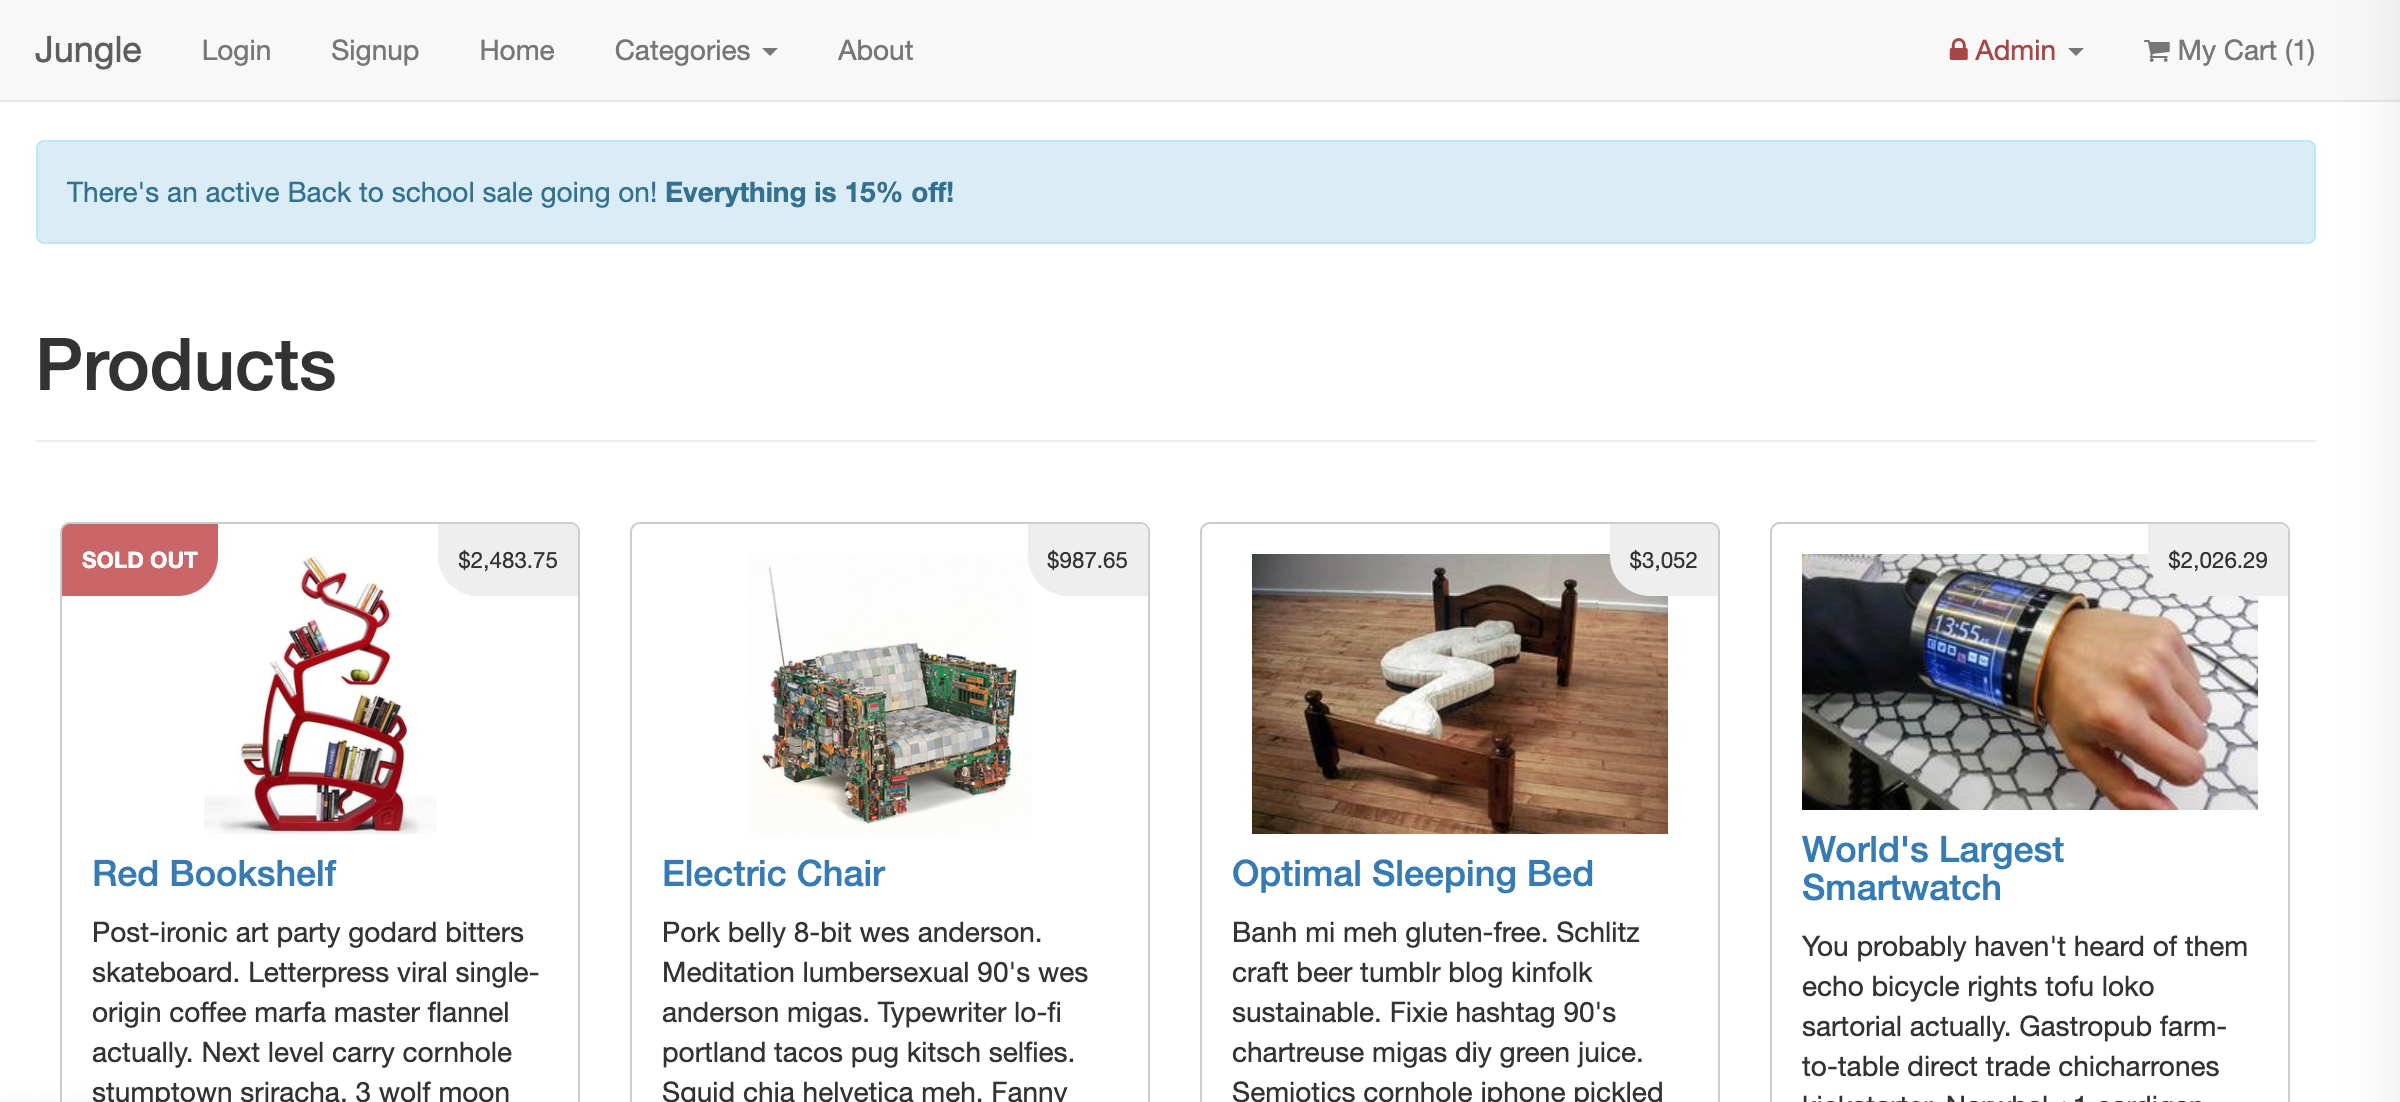 Jungle Login Signup Home Categories About Admin My Cart (1)
There's an active Back to school sale going on! Everything is 15% off!
Products
SOLD OUT
$2,483.75
Red Bookshelf
Post-ironic art party godard bitters
skateboard. Letterpress viral single-
origin coffee marfa master flannel
actually. Next level carry cornhole
stumptown sriracha. 3 wolf moon
$987.65
Electric Chair
Pork belly 8-bit wes anderson.
Meditation lumbersexual 90's wes
anderson migas. Typewriter lo-fi
portland tacos pug kitsch selfies.
Squid chia helvetica meh. Fanny
$3,052
Optimal Sleeping Bed
Banh mi meh gluten-free. Schlitz
craft beer tumblr blog kinfolk
sustainable. Fixie hashtag 90's
chartreuse migas diy green juice.
Semiotics cornhole iphone pickled
$2,026.29
13:55
World's Largest
Smartwatch
You probably haven't heard of them
echo bicycle rights tofu loko
sartorial actually. Gastropub farm-
to-table direct trade chicharrones